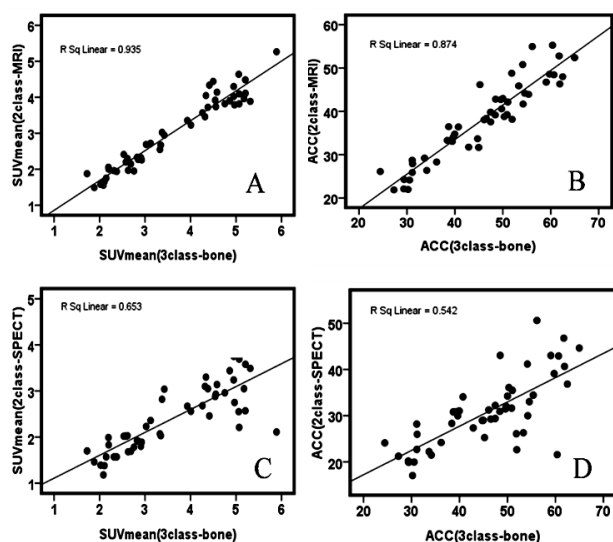 R Sq Linear = 0.935
SUVmean(2class-MRI)
5
4
3
2
1
A
1 2 3 4 5 6
SUVmean(3class-bone)
R Sq Linear = 0.874
ACC(2class-MRI)
60
50
40
30
20
B
20 30 40 50 60 70
ACC(3class-bone)
R Sq Linear = 0.653
SUVmean(2class-SPECT)
5
4
3
2
1
C
1 2 3 4 5 6
SUVmean(3class-bone)
R Sq Linear = 0.542
ACC(2class-SPECT)
50
40
30
20
D
20 30 40 50 60 70
ACC(3class-bone)